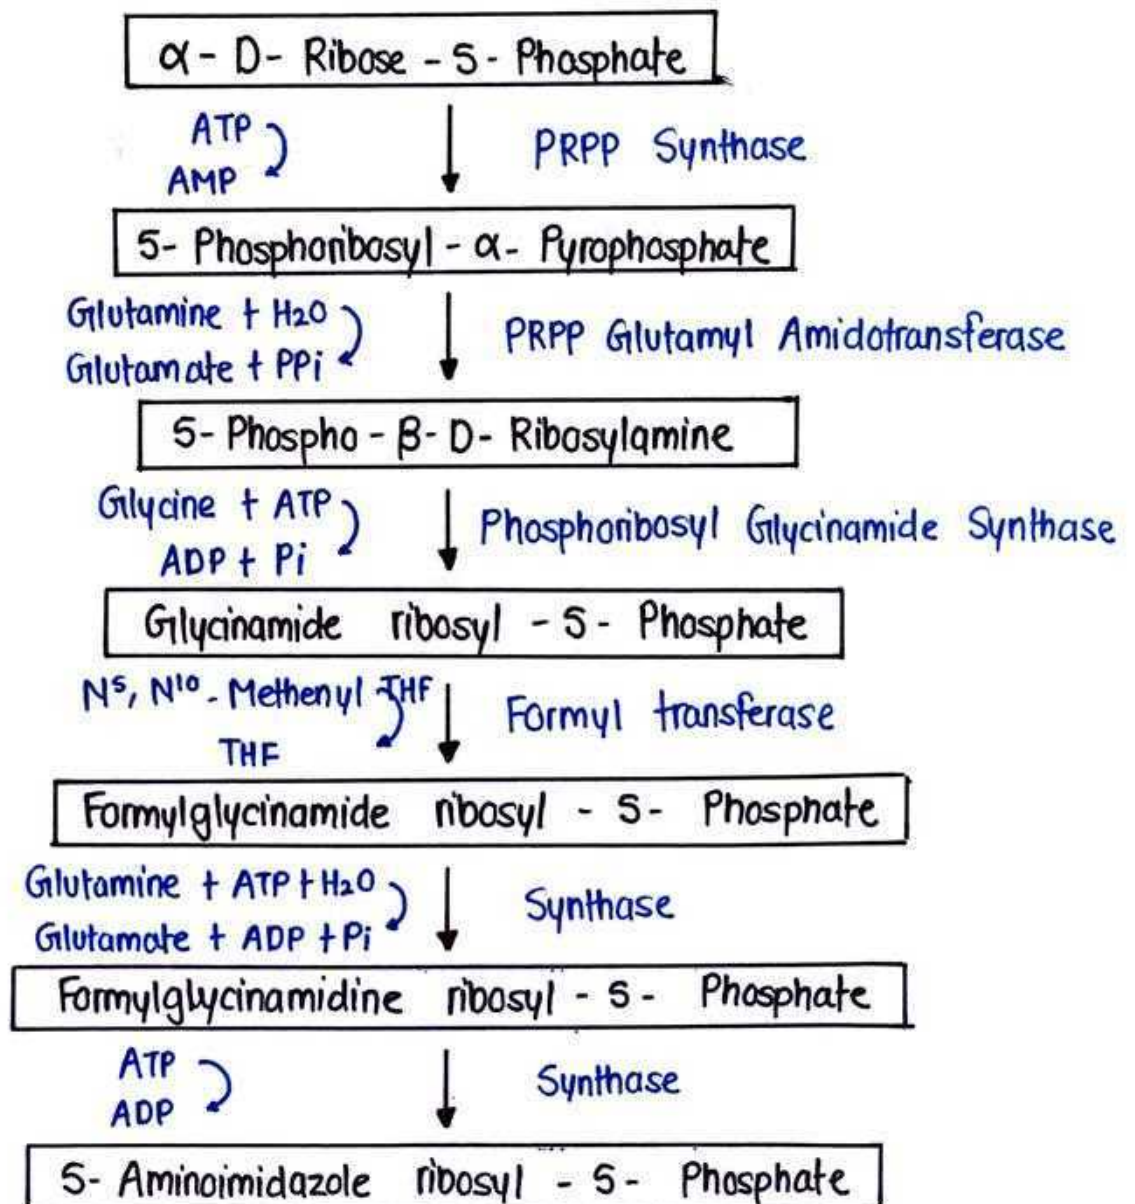 α - D - Ribose - 5 - Phosphate
ATP
AMP
PRPP Synthase
5 - Phosphoribosyl - α - Pyrophosphate
Glutamine + H2O
Glutamate + PPi
PRPP Glutamyl Amidotransferase
5 - Phospho - β - D - Ribosylamine
Glycine + ATP
ADP + Pi
Phosphoribosyl Glycinamide Synthase
Glycinamide ribosyl - 5 - Phosphate
N⁵, N¹⁰ - Methenyl THF
THF
Formyl transferase
Formylglycinamide ribosyl - 5 - Phosphate
Glutamine + ATP + H2O
Glutamate + ADP + Pi
Synthase
Formylglycinamidine ribosyl - 5 - Phosphate
ATP
ADP
Synthase
5 - Aminoimidazole ribosyl - 5 - Phosphate